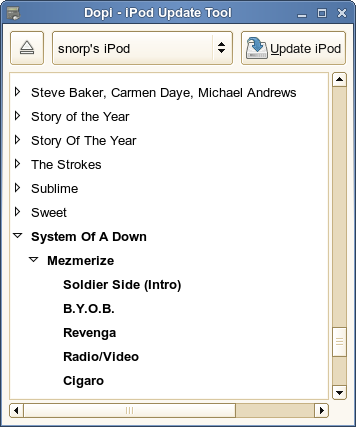 Dopi - iPod Update Tool
snorp's iPod
Update iPod
Steve Baker, Carmen Daye, Michael Andrews
Story of the Year
Story Of The Year
The Strokes
Sublime
Sweet
System Of A Down
Mezmerize
Soldier Side (Intro)
B.Y.O.B.
Revenga
Radio/Video
Cigaro